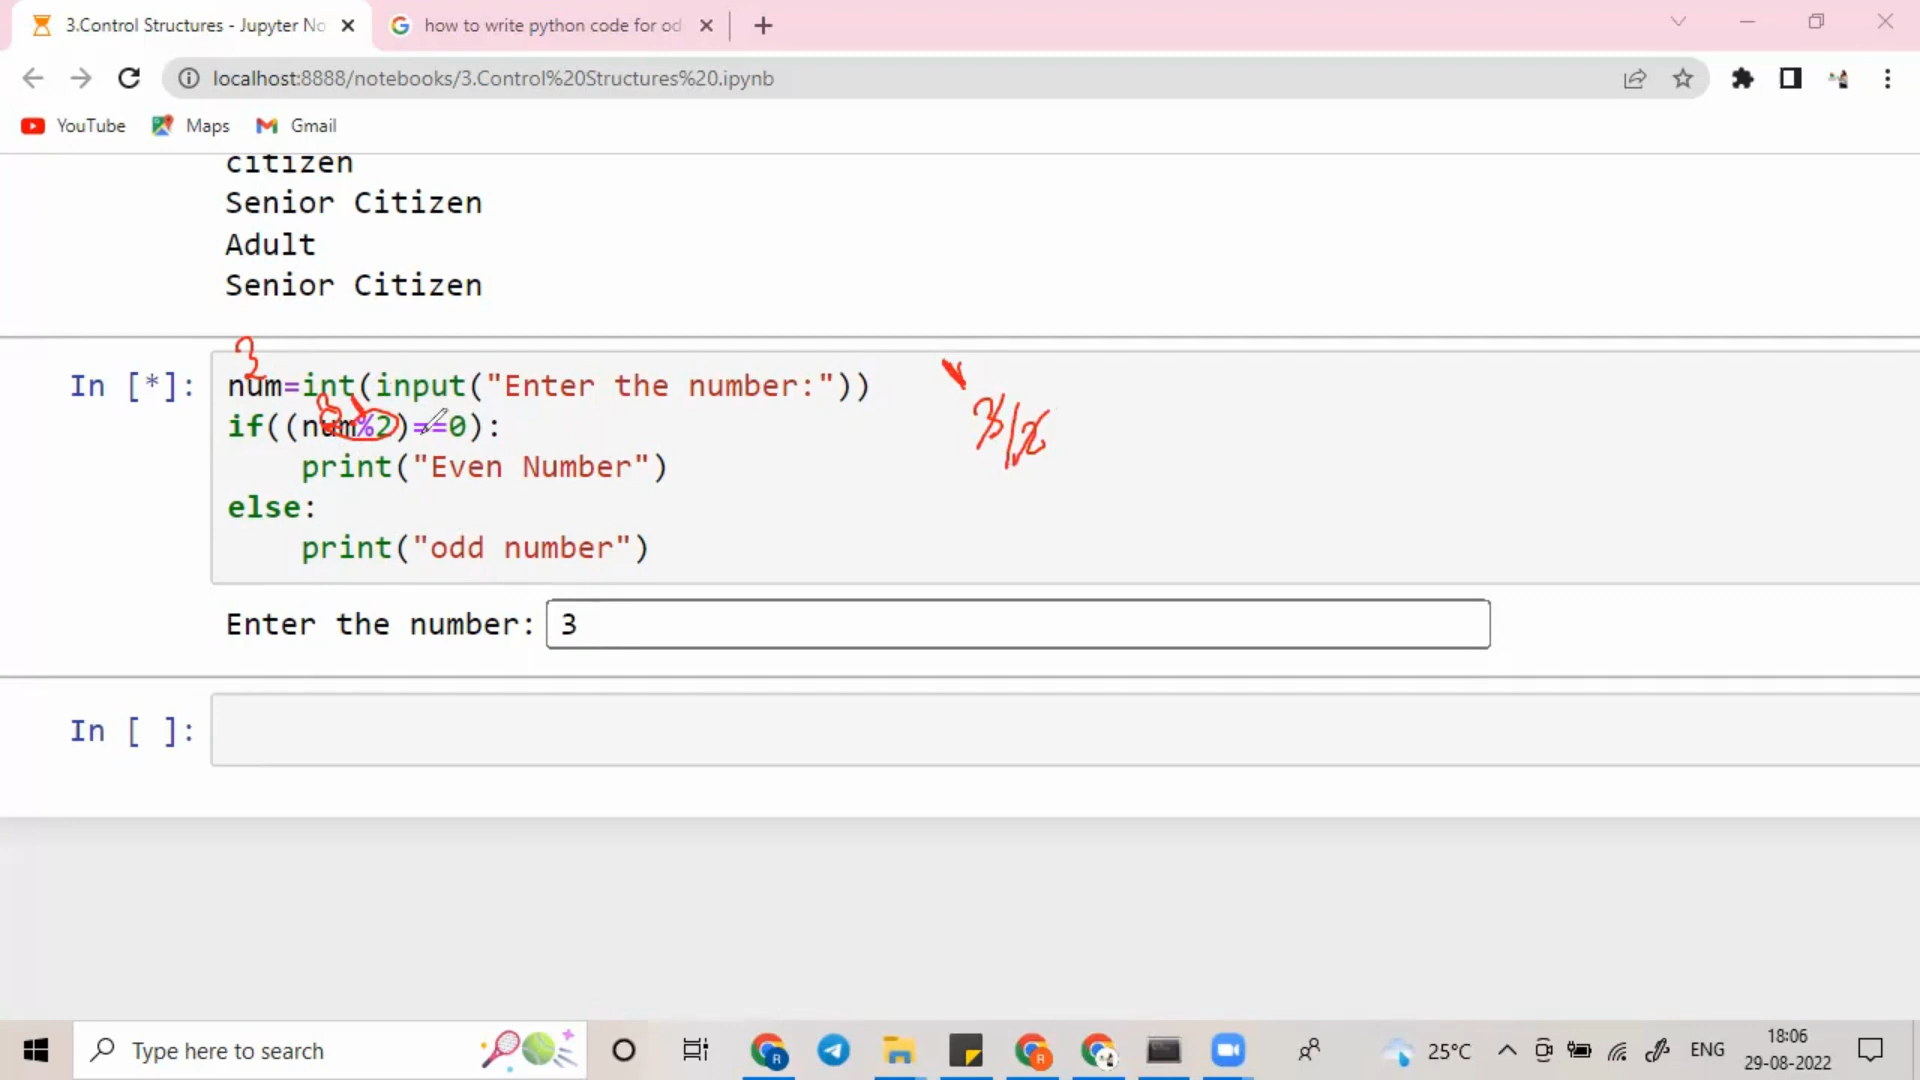 3.Control Structures - Jupyter No
how to write python code for od
localhost:8888/notebooks/3.Control%20Structures%20.ipynb
YouTube
Maps
Gmail
citizen
Senior Citizen
Adult
Senior Citizen
3
In [*]:
num=int(input("Enter the number:"))
if((num%2)==0):
3/2
print("Even Number")
else:
print("odd number")
Enter the number: 3
In [ ]:
Type here to search
25°C
ENG
18:06
29-08-2022